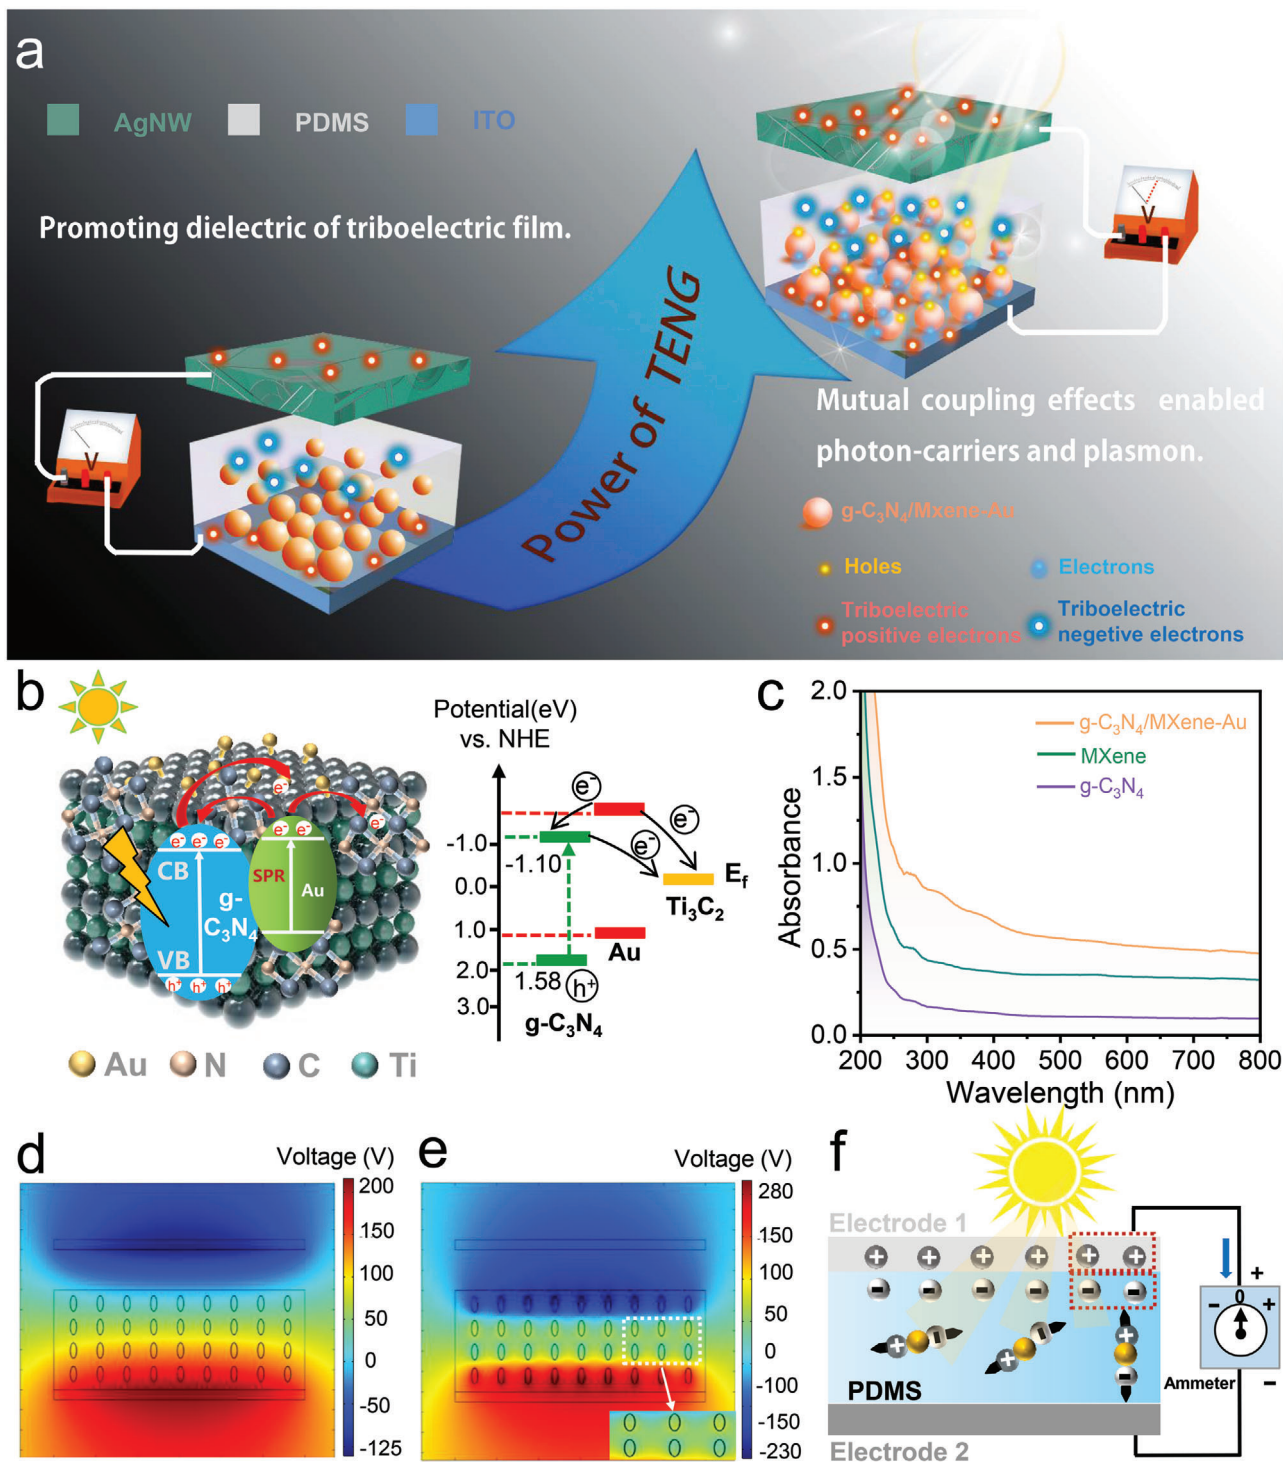 a
AgNW PDMS ITO
Promoting dielectric of triboelectric film.
V
V
Power of TENG
Mutual coupling effects enabled
photon-carriers and plasmon.
g-C₃N₄/Mxene-Au
Holes Electrons
Triboelectric
positive electrons
Triboelectric
negetive electrons
b
Potential(eV)
vs. NHE
e⁻
e⁻
e⁻ e⁻ e⁻
e⁻ e⁻
CB
SPR
Au
g-
C₃N₄
VB
h⁺ h⁺ h⁺
Au N C Ti
e⁻
e⁻
e⁻
-1.0
-1.10
0.0
Ti₃C₂
E_f
1.0
Au
2.0
1.58
h⁺
3.0
g-C₃N₄
c
Absorbance
2.0
1.5
1.0
0.5
0.0
g-C₃N₄/MXene-Au
MXene
g-C₃N₄
200 300 400 500 600 700 800
Wavelength (nm)
d
Voltage (V)
200
150
100
50
0
-50
-125
e
Voltage (V)
280
150
100
50
0
-100
-150
-230
f
Electrode 1
+ + + + + +
- - - - - -
+ -
+ -
+
-
PDMS
Electrode 2
+
- 0 +
Ammeter
-